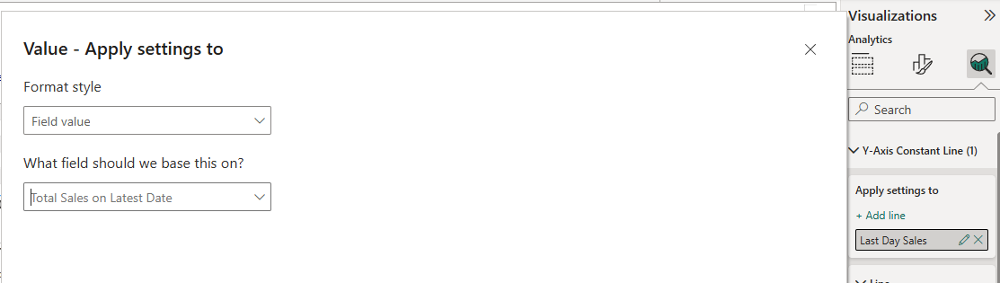 Value - Apply settings to
Format style
Field value
What field should we base this on?
Total Sales on Latest Date
Visualizations
Analytics
Search
Y-Axis Constant Line (1)
Apply settings to
+ Add line
Last Day Sales
Line